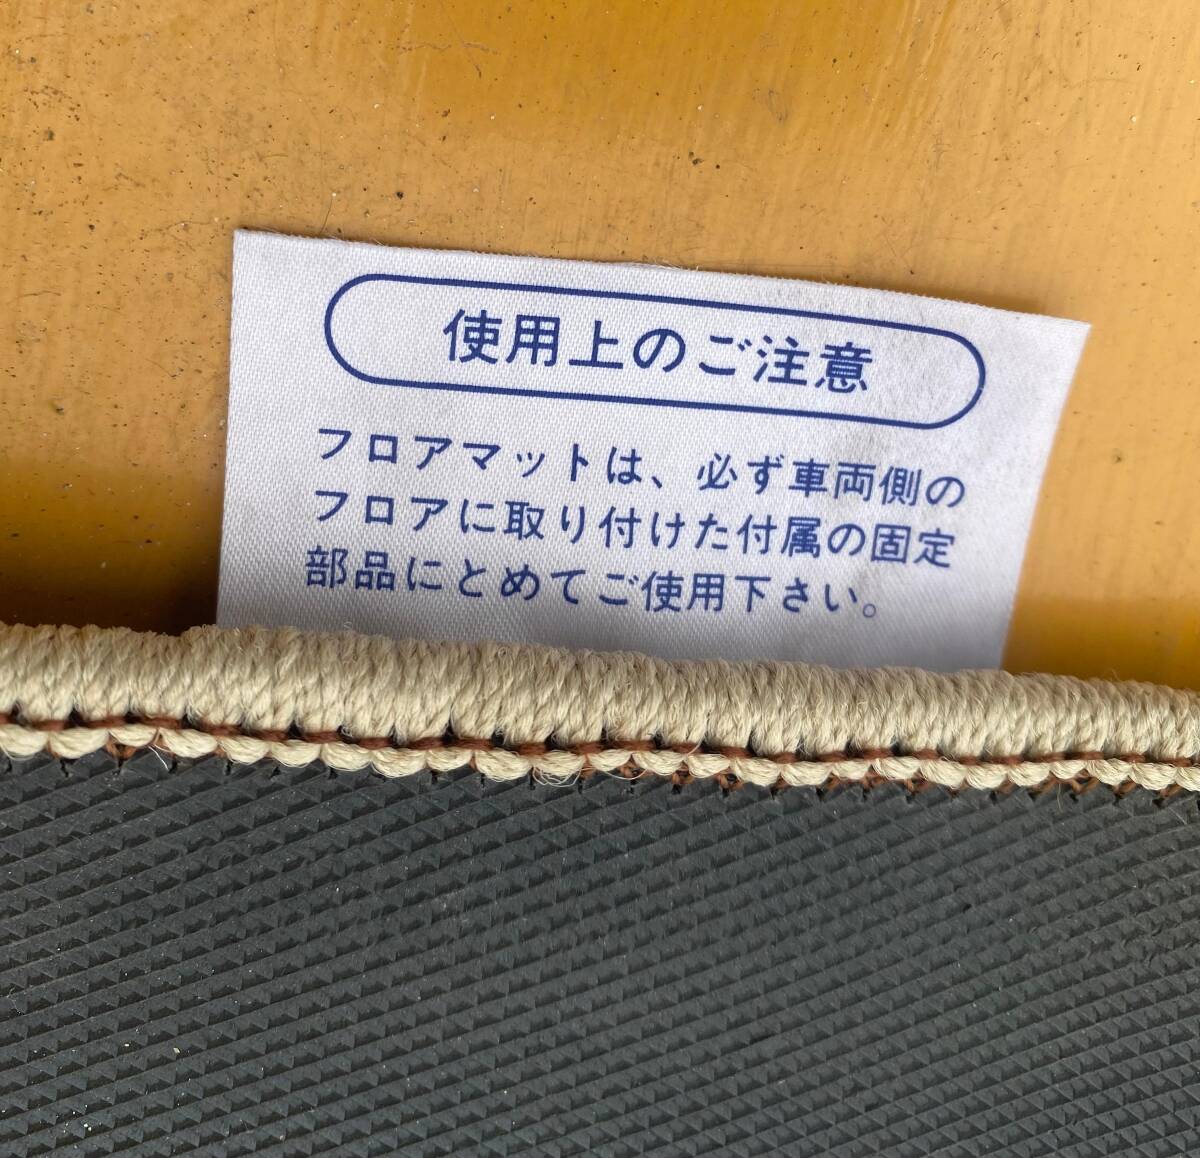 使用上のご注意
フロアマットは、必ず車両側の
フロアに取り付けた付属の固定
部品にとめてご使用下さい。